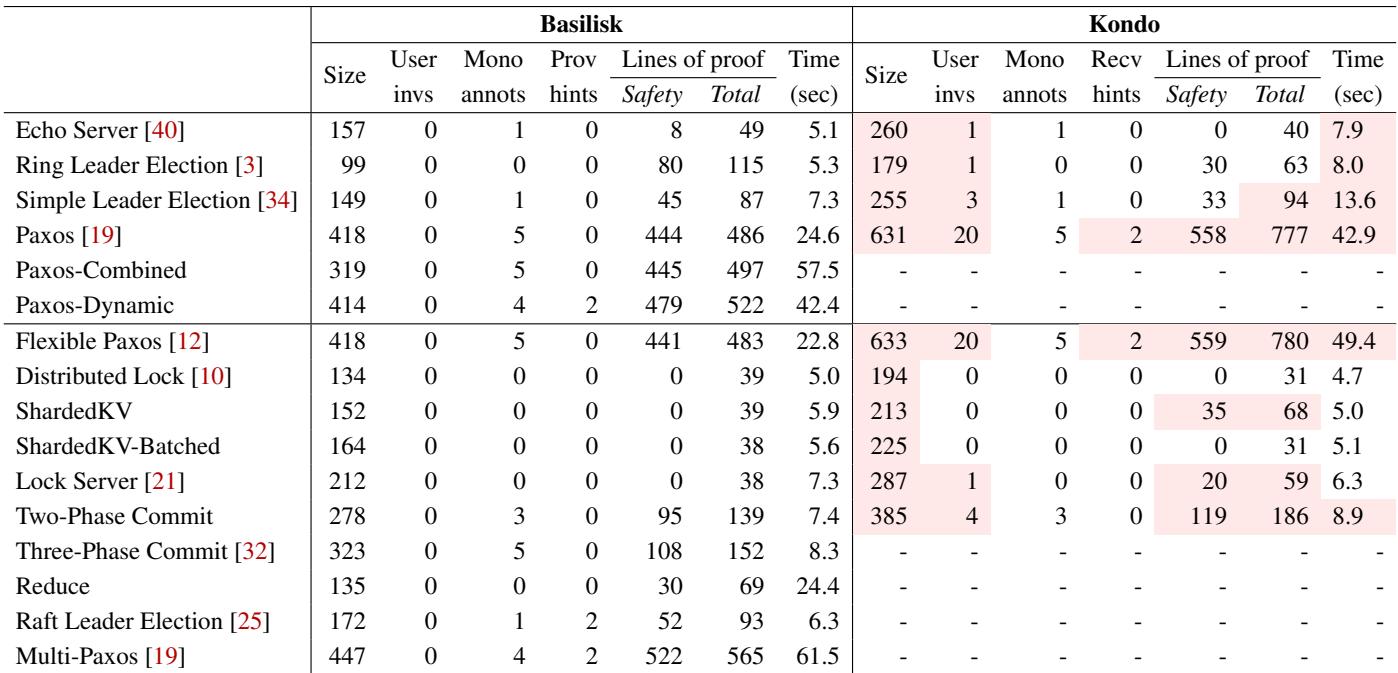 Basilisk Kondo
Size User invs Mono annots Prov hints Lines of proof Safety Total Time (sec) Size User invs Mono annots Recv hints Lines of proof Safety Total Time (sec)
Echo Server [40] 157 0 1 0 8 49 5.1 260 1 1 0 0 40 7.9
Ring Leader Election [3] 99 0 0 0 80 115 5.3 179 1 0 0 30 63 8.0
Simple Leader Election [34] 149 0 1 0 45 87 7.3 255 3 1 0 33 94 13.6
Paxos [19] 418 0 5 0 444 486 24.6 631 20 5 2 558 777 42.9
Paxos-Combined 319 0 5 0 445 497 57.5 - - - - - - -
Paxos-Dynamic 414 0 4 2 479 522 42.4 - - - - - - -
Flexible Paxos [12] 418 0 5 0 441 483 22.8 633 20 5 2 559 780 49.4
Distributed Lock [10] 134 0 0 0 0 39 5.0 194 0 0 0 0 31 4.7
ShardedKV 152 0 0 0 0 39 5.9 213 0 0 0 35 68 5.0
ShardedKV-Batched 164 0 0 0 0 38 5.6 225 0 0 0 0 31 5.1
Lock Server [21] 212 0 0 0 0 38 7.3 287 1 0 0 20 59 6.3
Two-Phase Commit 278 0 3 0 95 139 7.4 385 4 3 0 119 186 8.9
Three-Phase Commit [32] 323 0 5 0 108 152 8.3 - - - - - - -
Reduce 135 0 0 0 30 69 24.4 - - - - - - -
Raft Leader Election [25] 172 0 1 2 52 93 6.3 - - - - - - -
Multi-Paxos [19] 447 0 4 2 522 565 61.5 - - - - - - -